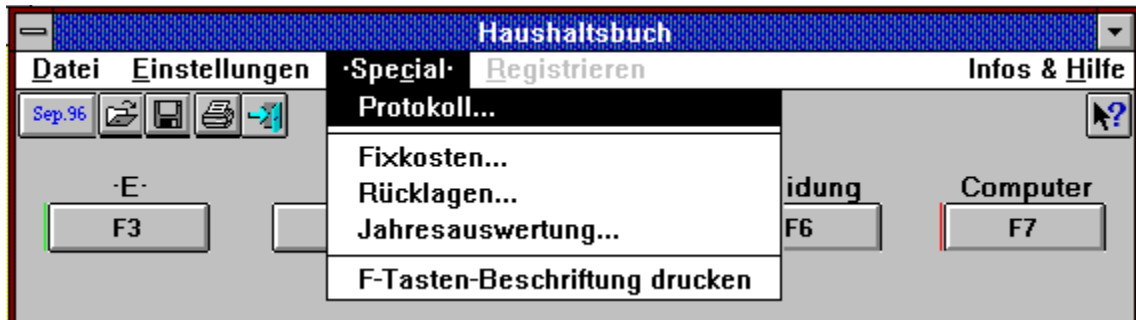 Haushaltsbuch
Datei Einstellungen ·Special· Registrieren Infos & Hilfe
Sep.96
Protokoll...
Fixkosten...
Rücklagen...
Jahresauswertung...
F-Tasten-Beschriftung drucken
·E· idung Computer
F3 F6 F7